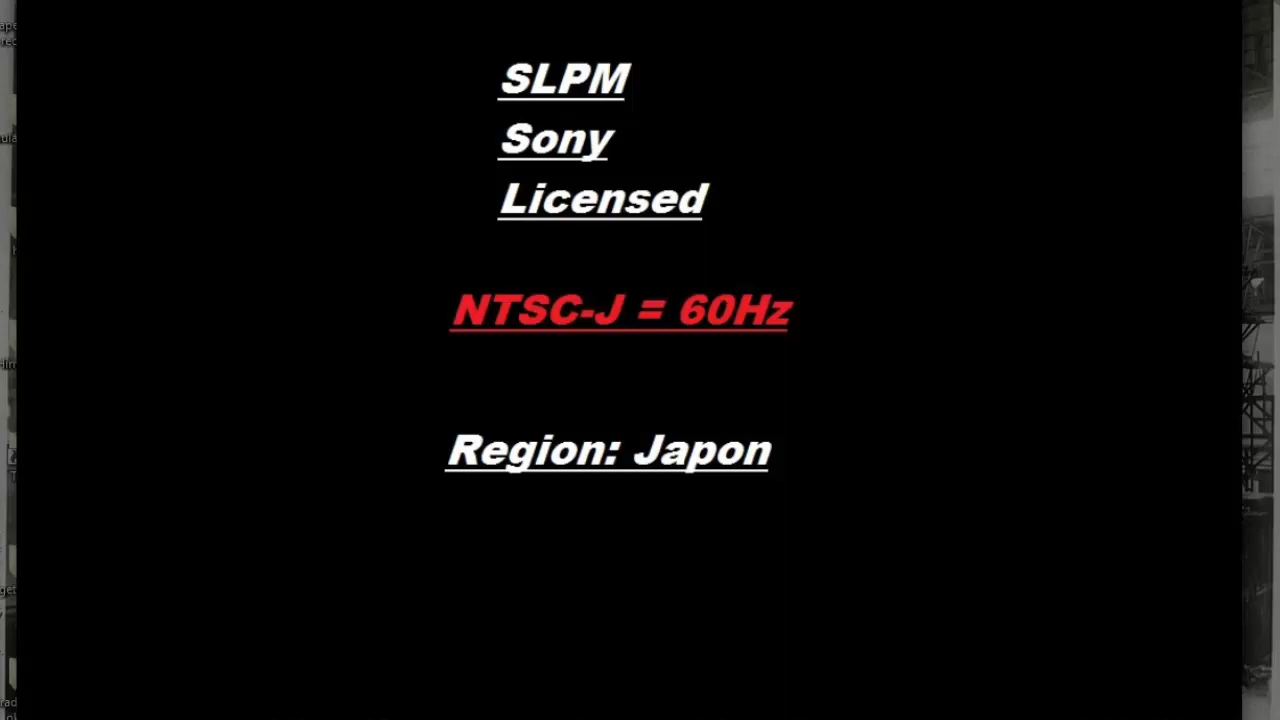 SLPM
Sony
Licensed
NTSC-J = 60Hz
Region: Japon